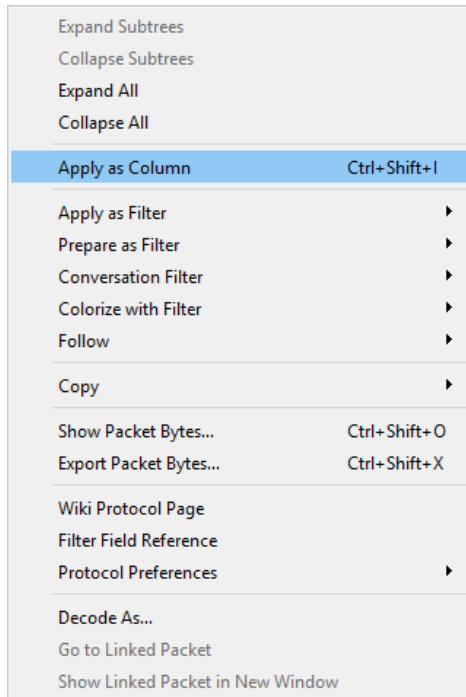 Expand Subtrees
Collapse Subtrees
Expand All
Collapse All
Apply as Column Ctrl+Shift+I
Apply as Filter
Prepare as Filter
Conversation Filter
Colorize with Filter
Follow
Copy
Show Packet Bytes... Ctrl+Shift+O
Export Packet Bytes... Ctrl+Shift+X
Wiki Protocol Page
Filter Field Reference
Protocol Preferences
Decode As...
Go to Linked Packet
Show Linked Packet in New Window